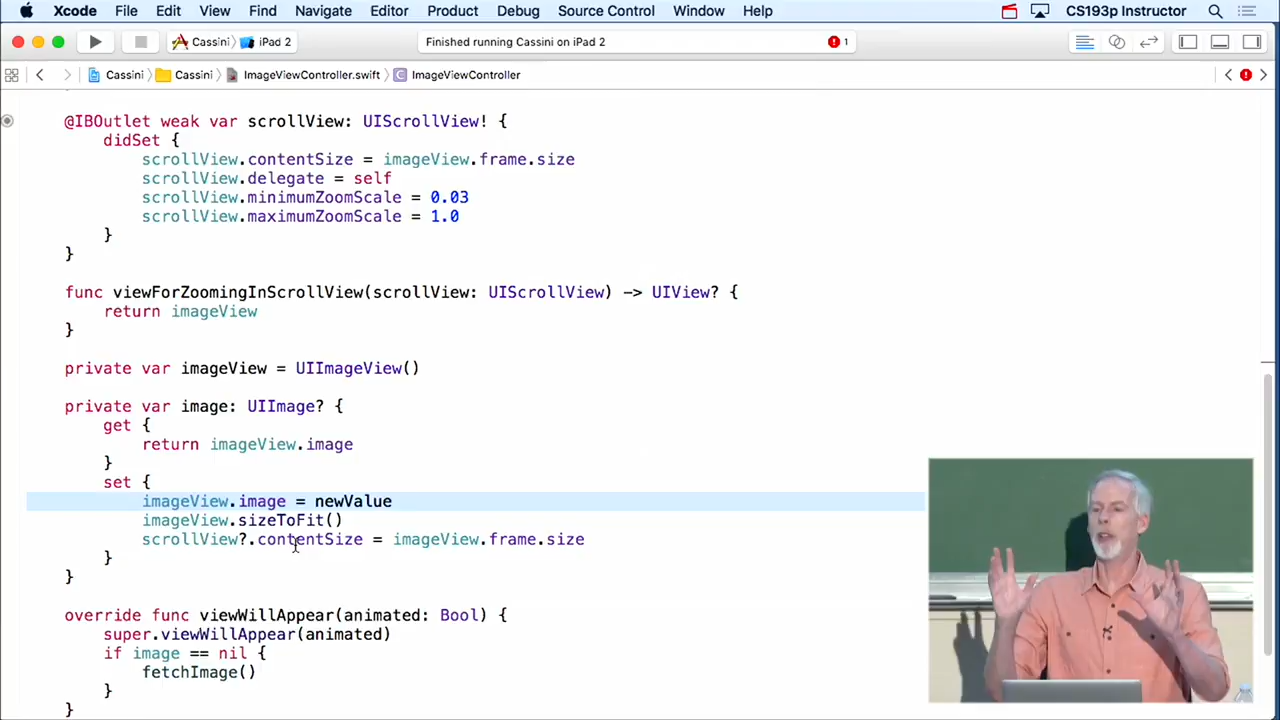 Xcode File Edit View Find Navigate Editor Product Debug Source Control Window Help CS193p Instructor
Cassini iPad 2 Finished running Cassini on iPad 2 1
Cassini Cassini ImageViewController.swift C ImageViewController
@IBOutlet weak var scrollView: UIScrollView! {
didSet {
scrollView.contentSize = imageView.frame.size
scrollView.delegate = self
scrollView.minimumZoomScale = 0.03
scrollView.maximumZoomScale = 1.0
}
}
func viewForZoomingInScrollView(scrollView: UIScrollView) -> UIView? {
return imageView
}
private var imageView = UIImageView()
private var image: UIImage? {
get {
return imageView.image
}
set {
imageView.image = newValue
imageView.sizeToFit()
scrollView?.contentSize = imageView.frame.size
}
}
override func viewWillAppear(animated: Bool) {
super.viewWillAppear(animated)
if image == nil {
fetchImage()
}
}